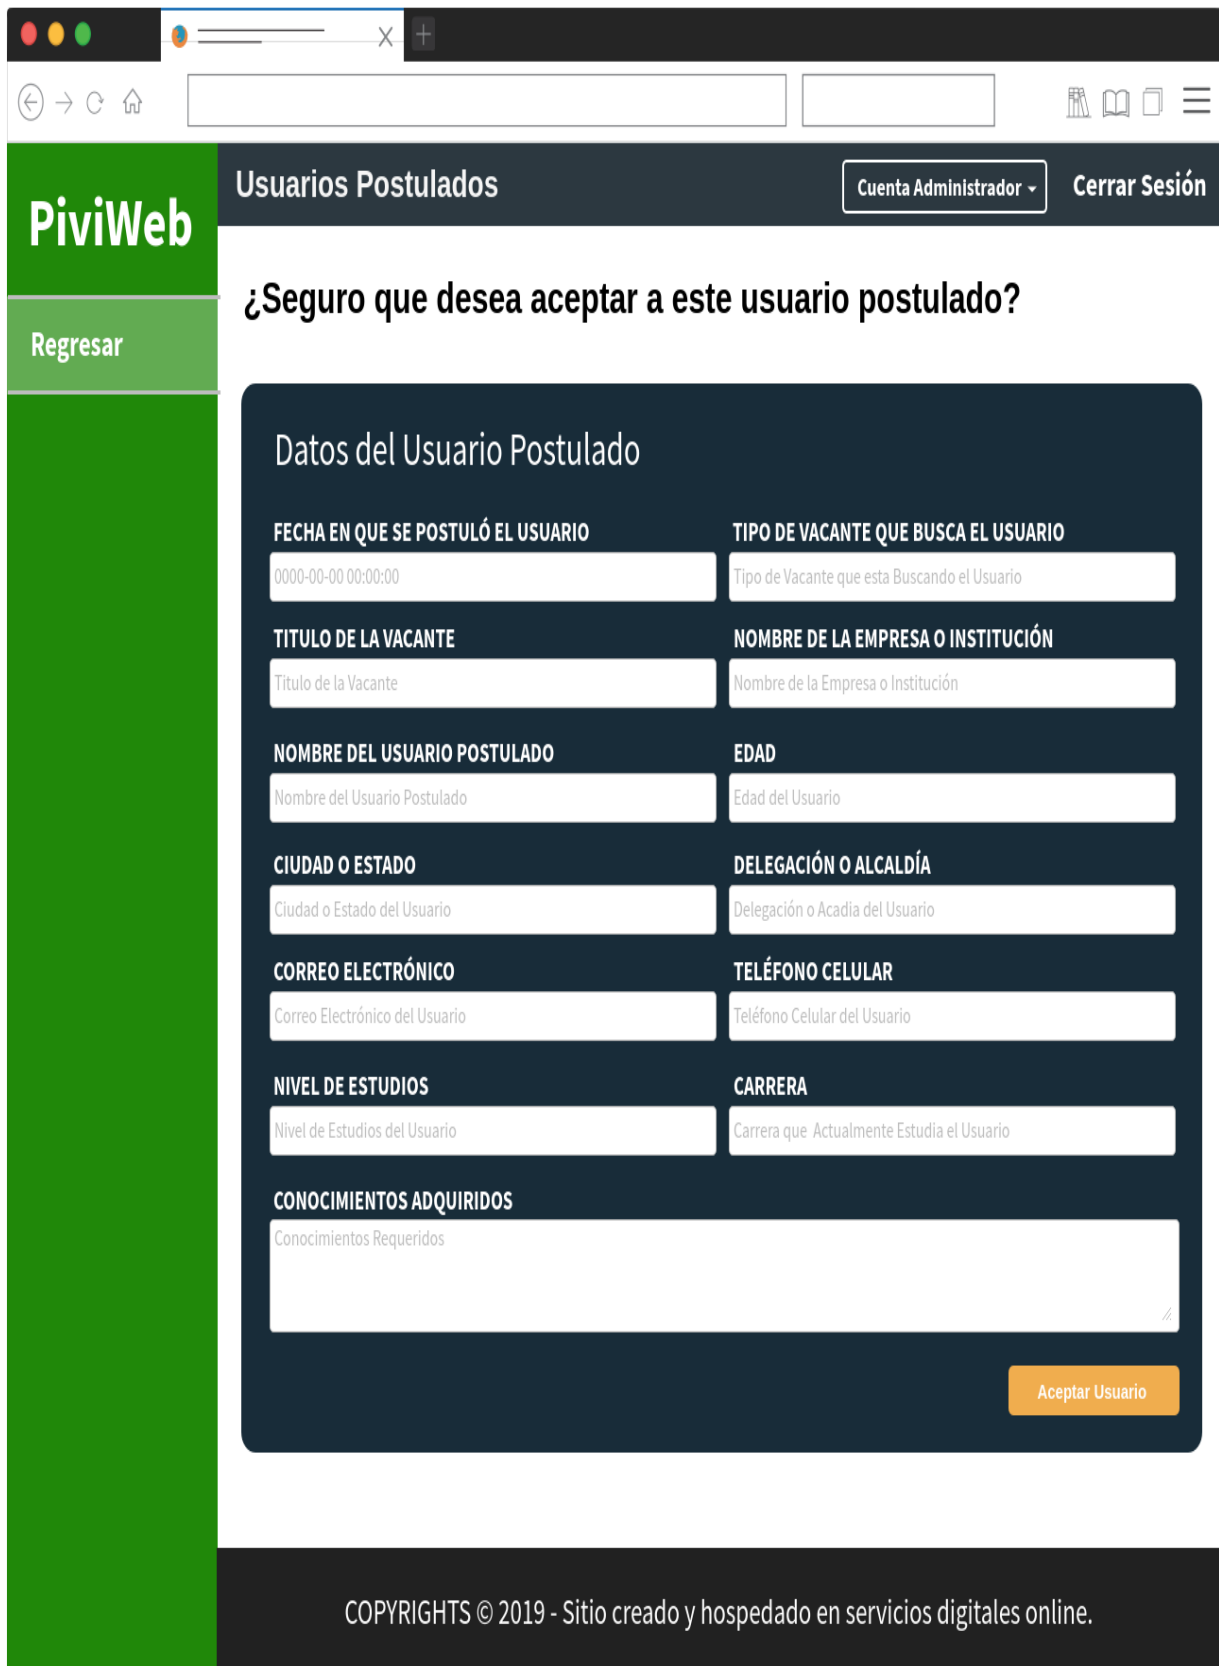 PiviWeb
Regresar
Usuarios Postulados
Cuenta Administrador
Cerrar Sesión
¿Seguro que desea aceptar a este usuario postulado?
Datos del Usuario Postulado
FECHA EN QUE SE POSTULÓ EL USUARIO
0000-00-00 00:00:00
TIPO DE VACANTE QUE BUSCA EL USUARIO
Tipo de Vacante que esta Buscando el Usuario
TITULO DE LA VACANTE
Titulo de la Vacante
NOMBRE DE LA EMPRESA O INSTITUCIÓN
Nombre de la Empresa o Institución
NOMBRE DEL USUARIO POSTULADO
Nombre del Usuario Postulado
EDAD
Edad del Usuario
CIUDAD O ESTADO
Ciudad o Estado del Usuario
DELEGACIÓN O ALCALDÍA
Delegación o Acadia del Usuario
CORREO ELECTRÓNICO
Correo Electrónico del Usuario
TELÉFONO CELULAR
Teléfono Celular del Usuario
NIVEL DE ESTUDIOS
Nivel de Estudios del Usuario
CARRERA
Carrera que  Actualmente Estudia el Usuario
CONOCIMIENTOS ADQUIRIDOS
Conocimientos Requeridos
Aceptar Usuario
COPYRIGHTS © 2019 - Sitio creado y hospedado en servicios digitales online.